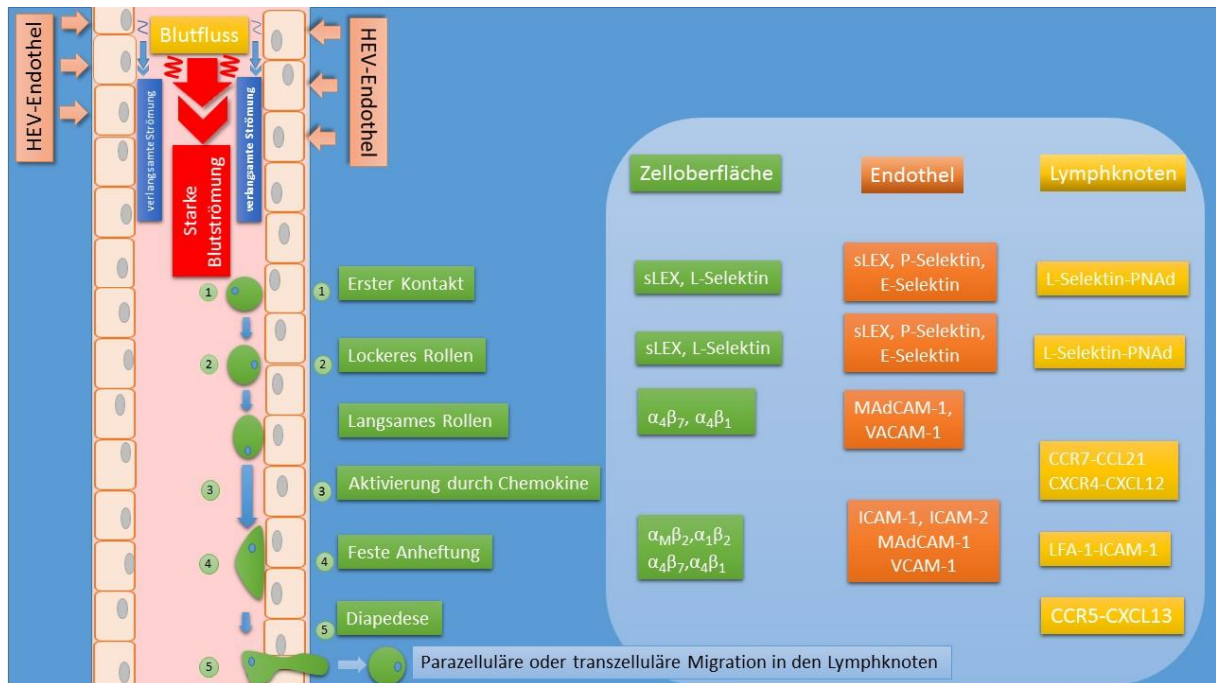 HEV-Endothel
Blutfluss
HEV-Endothel
verlangsamte Strömung
verlangsamte Strömung
Starke
Blutströmung
Zelloberfläche
Endothel
Lymphknoten
1
1
Erster Kontakt
sLEX, L-Selektin
sLEX, P-Selektin,
E-Selektin
L-Selektin-PNAd
2
2
Lockeres Rollen
sLEX, L-Selektin
sLEX, P-Selektin,
E-Selektin
L-Selektin-PNAd
Langsames Rollen
α4β7, α4β1
MAdCAM-1,
VACAM-1
3
3
Aktivierung durch Chemokine
CCR7-CCL21
CXCR4-CXCL12
4
4
Feste Anheftung
αMβ2,α1β2
α4β7,α4β1
ICAM-1, ICAM-2
MAdCAM-1
VCAM-1
LFA-1-ICAM-1
5
Diapedese
CCR5-CXCL13
5
Parazelluläre oder transzelluläre Migration in den Lymphknoten